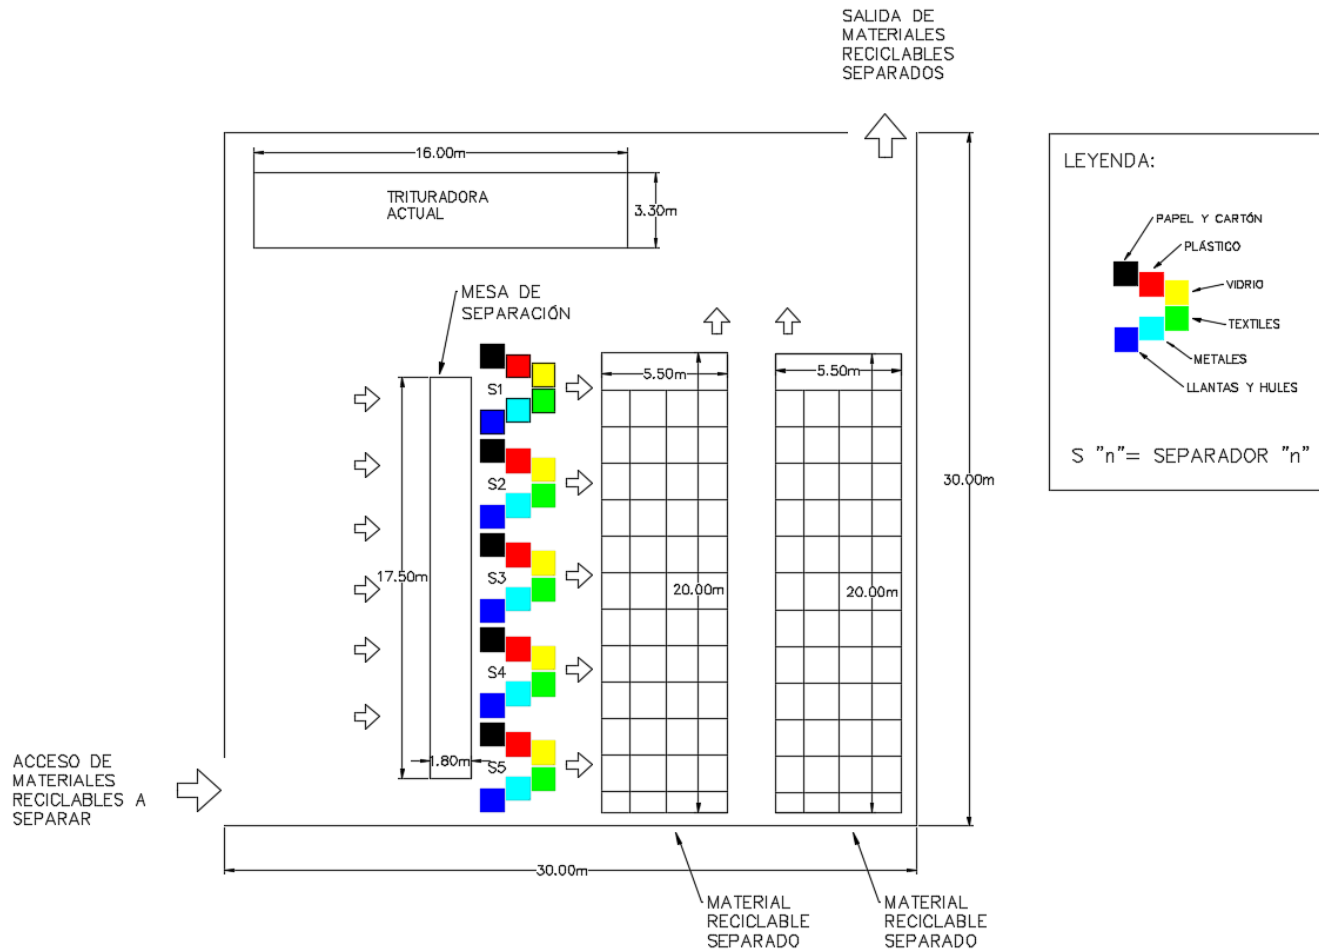 SALIDA DE
MATERIALES
RECICLABLES
SEPARADOS
16.00m
TRITURADORA
ACTUAL
3.30m
LEYENDA:
PAPEL Y CARTÓN
PLÁSTICO
VIDRIO
TEXTILES
METALES
LLANTAS Y HULES
S "n"= SEPARADOR "n"
MESA DE
SEPARACIÓN
S1
S2
S3
S4
S5
17.50m
1.80m
5.50m
5.50m
20.00m
20.00m
30.00m
ACCESO DE
MATERIALES
RECICLABLES A
SEPARAR
30.00m
MATERIAL
RECICLABLE
SEPARADO
MATERIAL
RECICLABLE
SEPARADO